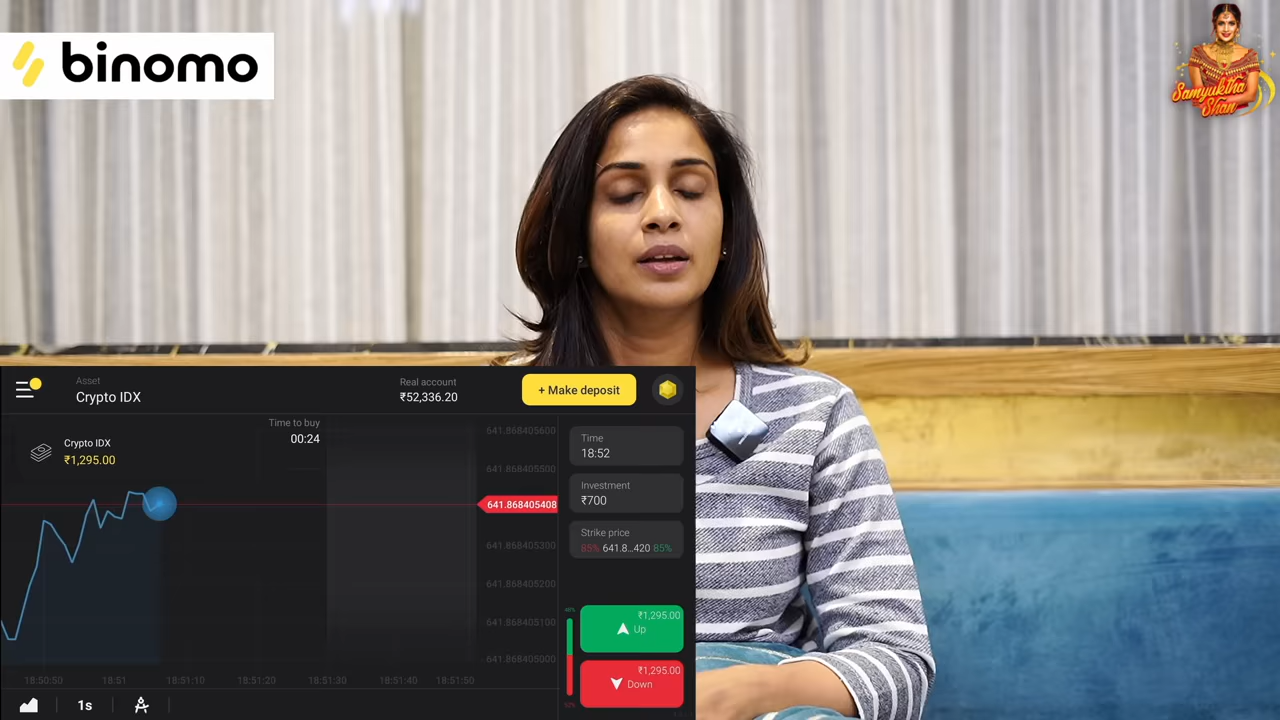 binomo
Samyuktha
Shan
Asset
Crypto IDX
Real account
₹52,336.20
+ Make deposit
Time to buy
00:24
Crypto IDX
₹1,295.00
641.868405600
641.868405500
641.868405408
641.868405300
641.868405200
641.868405100
641.868405000
Time
18:52
Investment
₹700
Strike price
85% 641.8...420 85%
₹1,295.00
Up
₹1,295.00
Down
18:50:50 18:51 18:51:10 18:51:20 18:51:30 18:51:40 18:51:50
1s